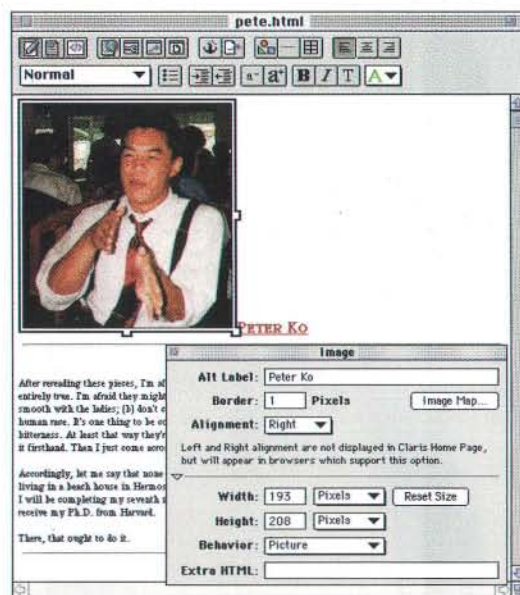 pete.html
Normal
a- a+ B I T A
PETER KO
Image
Alt Label: Peter Ko
Border: 1 Pixels Image Map...
Alignment: Right
Left and Right alignment are not displayed in Claris Home Page,
but will appear in browsers which support this option.
Width: 193 Pixels Reset Size
Height: 208 Pixels
Behavior: Picture
Extra HTML:
After rereading these pieces, I'm af
entirely true. I'm afraid they might
smooth with the ladies; (b) don't c
human race. It's one thing to be co
bitterness. At least that way they'r
it firsthand. Then I just come acros
Accordingly, let me say that none
living in a beach house in Hermos
I will be completing my seventh
receive my Ph.D. from Harvard.
There, that ought to do it.